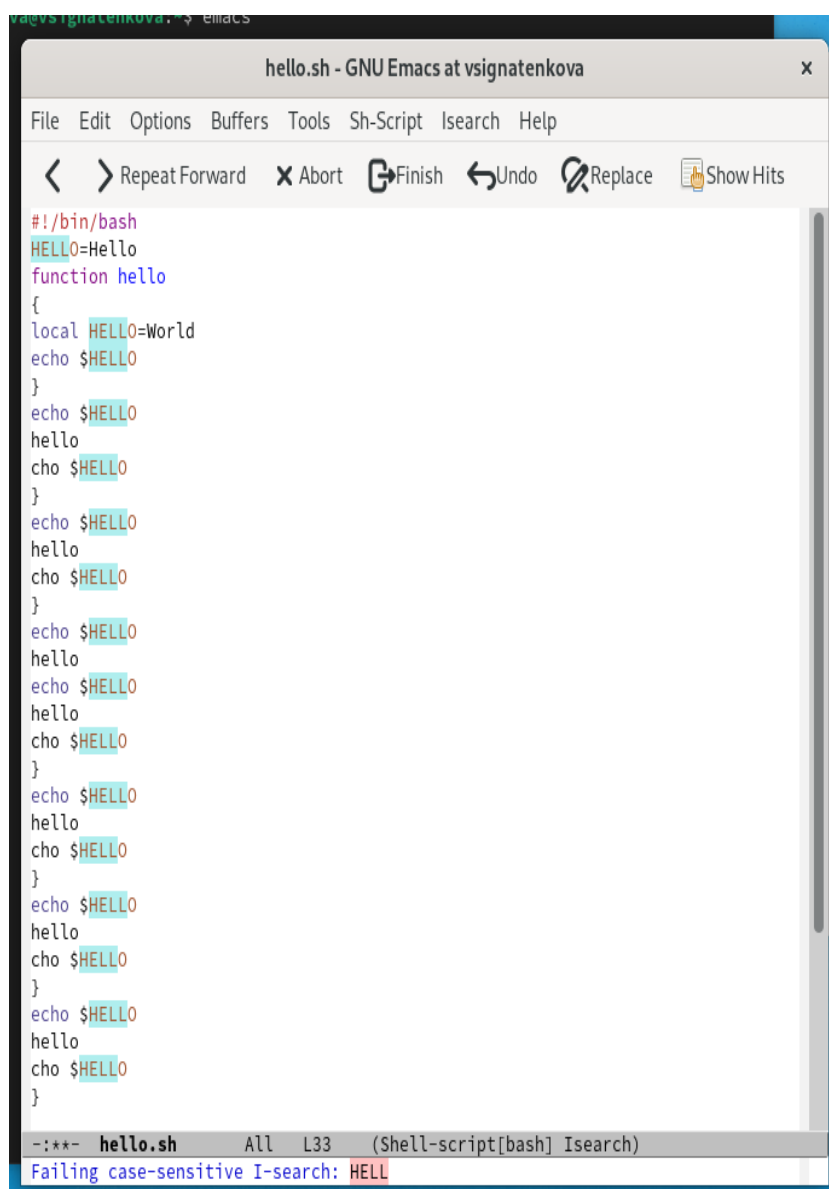 va@vsignatenkova:~$ emacs
hello.sh - GNU Emacs at vsignatenkova
File Edit Options Buffers Tools Sh-Script Isearch Help
Repeat Forward Abort Finish Undo Replace Show Hits
#!/bin/bash
HELLO=Hello
function hello
{
local HELLO=World
echo $HELLO
}
echo $HELLO
hello
cho $HELLO
}
echo $HELLO
hello
cho $HELLO
}
echo $HELLO
hello
echo $HELLO
hello
cho $HELLO
}
echo $HELLO
hello
cho $HELLO
}
echo $HELLO
hello
cho $HELLO
}
echo $HELLO
hello
cho $HELLO
}
-:**- hello.sh All L33 (Shell-script[bash] Isearch)
Failing case-sensitive I-search: HELL